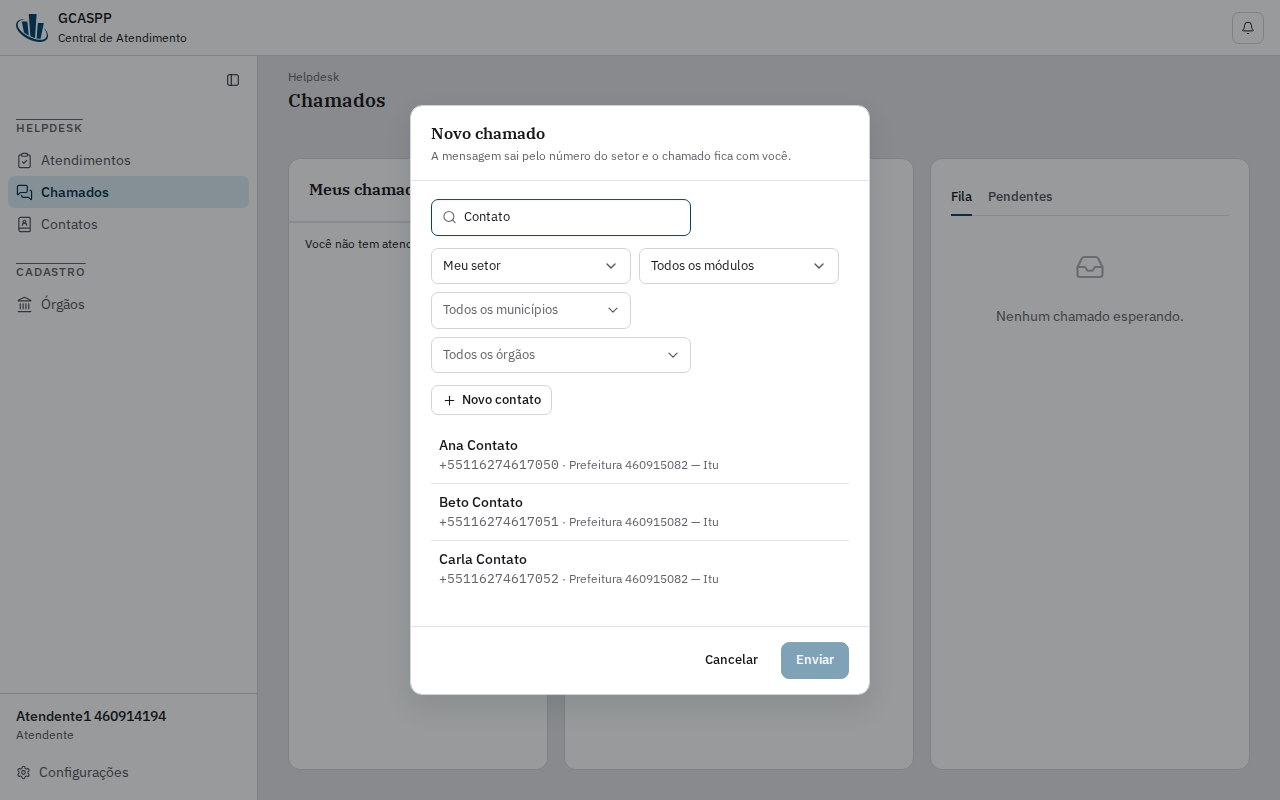 GCASPP
Central de Atendimento
HELPDESK
Atendimentos
Chamados
Contatos
CADASTRO
Órgãos
Atendente1 460914194
Atendente
Configurações
Helpdesk
Chamados
Meus chamad
Você não tem atend
Novo chamado
A mensagem sai pelo número do setor e o chamado fica com você.
Contato
Meu setor
Todos os módulos
Todos os municípios
Todos os órgãos
Novo contato
Ana Contato
+55116274617050 · Prefeitura 460915082 — Itu
Beto Contato
+55116274617051 · Prefeitura 460915082 — Itu
Carla Contato
+55116274617052 · Prefeitura 460915082 — Itu
Cancelar
Enviar
Fila
Pendentes
Nenhum chamado esperando.